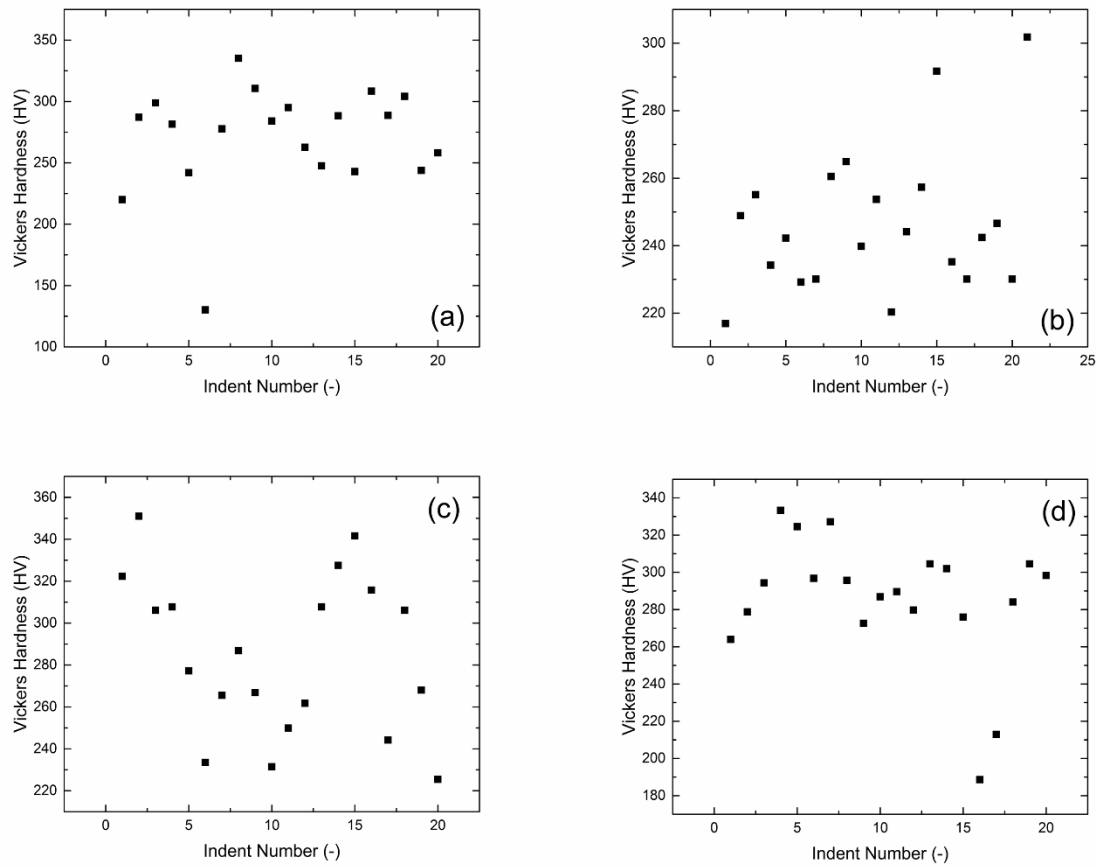 350
300
250
200
150
125
100
Vickers Hardness (HV)
0 5 10 15 20
Indent Number (-)
(a)
300
280
260
240
220
Vickers Hardness (HV)
0 5 10 15 20 25
Indent Number (-)
(b)
360
340
320
300
280
260
240
220
Vickers Hardness (HV)
0 5 10 15 20
Indent Number (-)
(c)
340
320
300
280
260
240
220
200
180
Vickers Hardness (HV)
0 5 10 15 20
Indent Number (-)
(d)